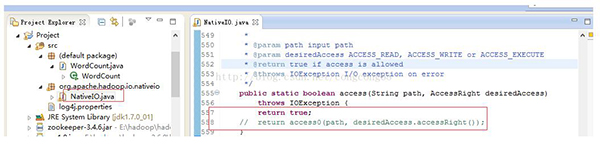 Project Explorer
Project
src
(default package)
WordCount.java
WordCount
org.apache.hadoop.io.nativeio
NativeIO.java
log4j.properties
JRE System Library [jdk1.7.0_01]
zookeeper-3.4.6.jar - E:\hadoop\hado
NativeIO.java
549 *
550 * @param path input path
551 * @param desiredAccess ACCESS_READ, ACCESS_WRITE or ACCESS_EXECUTE
552 * @return true if access is allowed
553 * @throws IOException I/O exception on error
554 */
555 public static boolean access(String path, AccessRight desiredAccess)
556 throws IOException {
557 return true;
558 // return access0(path, desiredAccess.accessRight());
559 }